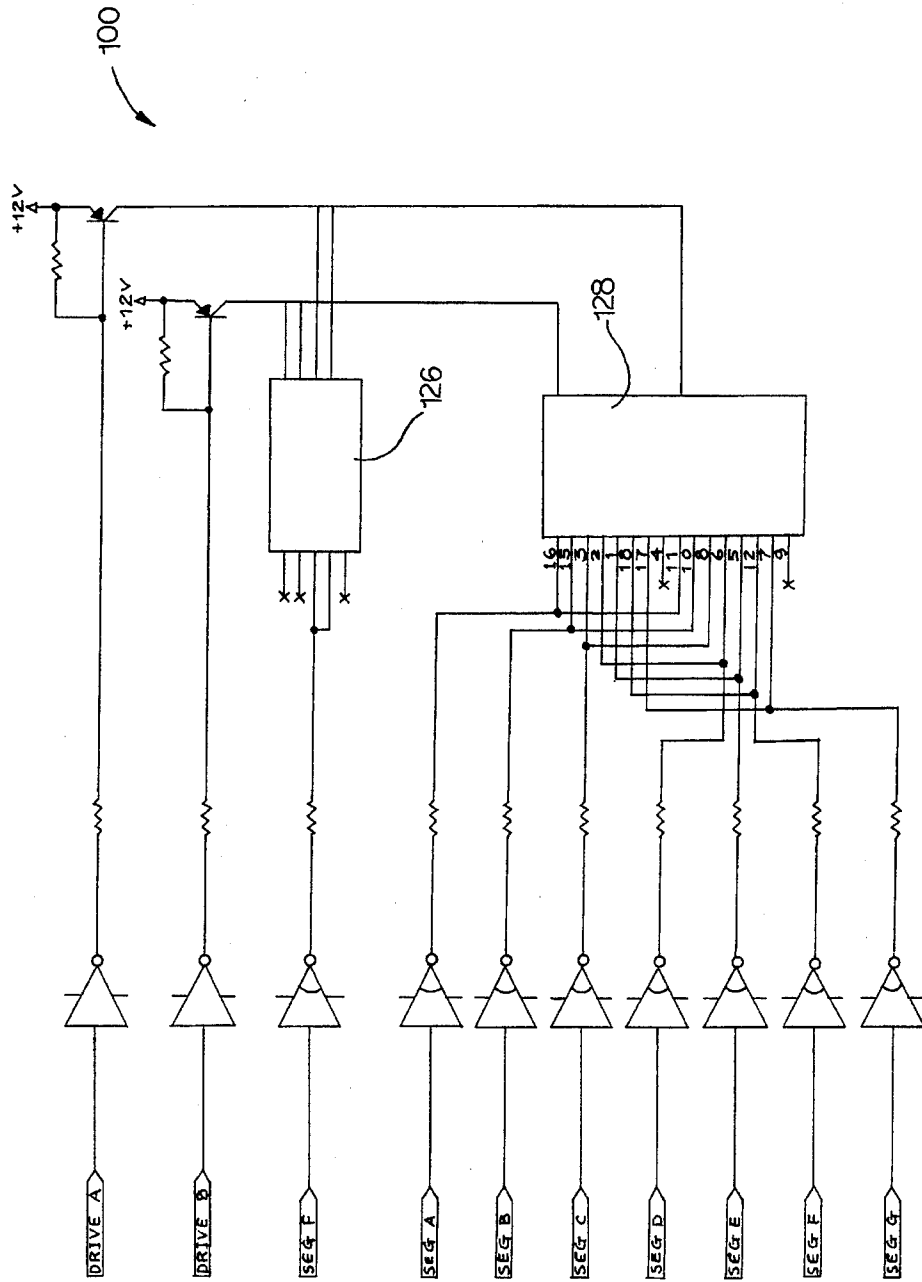 100
+12V
+12V
126
128
16
15
3
2
1
18
17
4
11
10
8
6
5
12
7
9
x
x
x
x
x
DRIVE A
DRIVE B
SEG F
SEG A
SEG B
SEG C
SEG D
SEG E
SEG F
SEG G